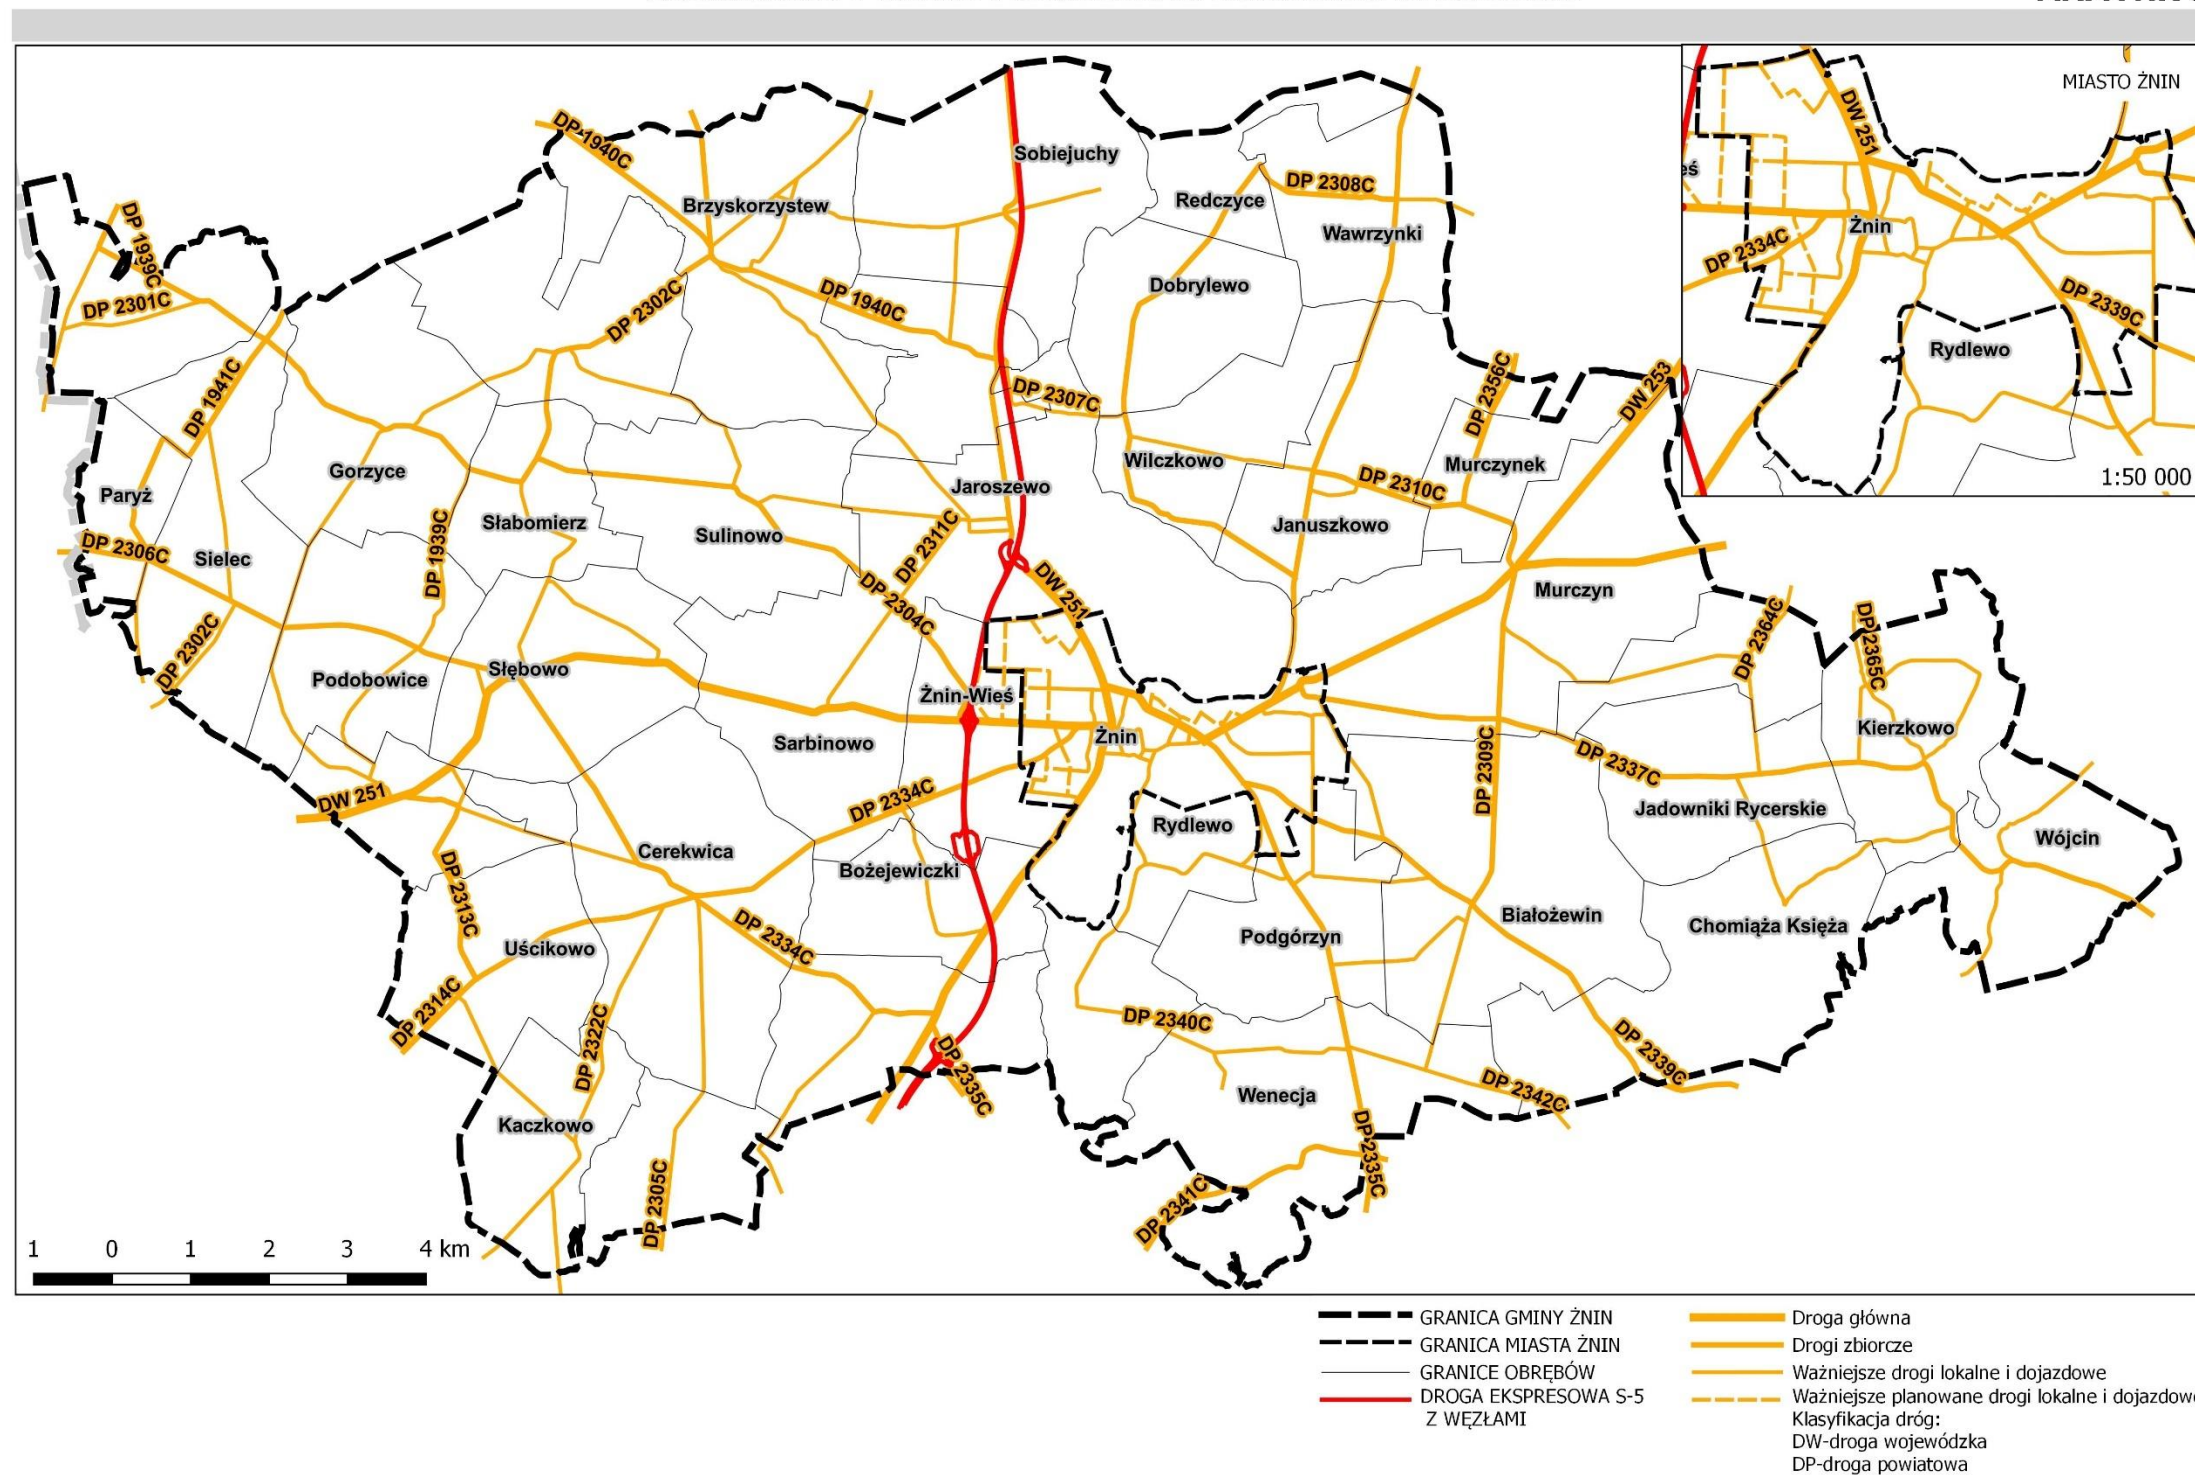 MIASTO ŻNIN
DW 251
DP 1940C
Sobiejuchy
DP 2308C
Redczyce
Brzyskorzystew
Wawrzynki
DP 1939C
Żnin
DP 2334C
DP 2301C
DP 2302C
DP 1940C
Dobrylewo
DP 2339C
Rydlewo
DP 1941C
DP 2307C
DP 2356C
DW 253
Gorzyce
Paryż
Jaroszewo
Wilczkowo
Murczynek
DP 2310C
1:50 000
Słabomierz
Sulinowo
Januszkowo
DP 1939C
DP 2311C
DP 2306C
Sielec
DP 2304C
DW 251
Murczyn
DP 2302C
DP 2364C
DP 2365C
Podobowice
Słębowo
Żnin-Wieś
Kierzkowo
Sarbinowo
Żnin
DP 2309C
DP 2337C
DW 251
DP 2334C
Jadowniki Rycerskie
Rydlewo
Wójcin
Cerekwica
Bożejewiczki
DP 2313C
Białożewin
Chomiąża Księża
Uścikowo
DP 2334C
Podgórzyn
DP 2314C
DP 2322C
DP 2340C
DP 2339C
DP 2335C
DP 2342C
Wenecja
Kaczkowo
DP 2335C
DP 2305C
DP 2341C
1 0 1 2 3 4 km
GRANICA GMINY ŻNIN
GRANICA MIASTA ŻNIN
GRANICE OBRĘBÓW
DROGA EKSPRESOWA S-5
Z WĘZŁAMI
Droga główna
Drogi zbiorcze
Ważniejsze drogi lokalne i dojazdowe
Ważniejsze planowane drogi lokalne i dojazdow
Klasyfikacja dróg:
DW-droga wojewódzka
DP-droga powiatowa